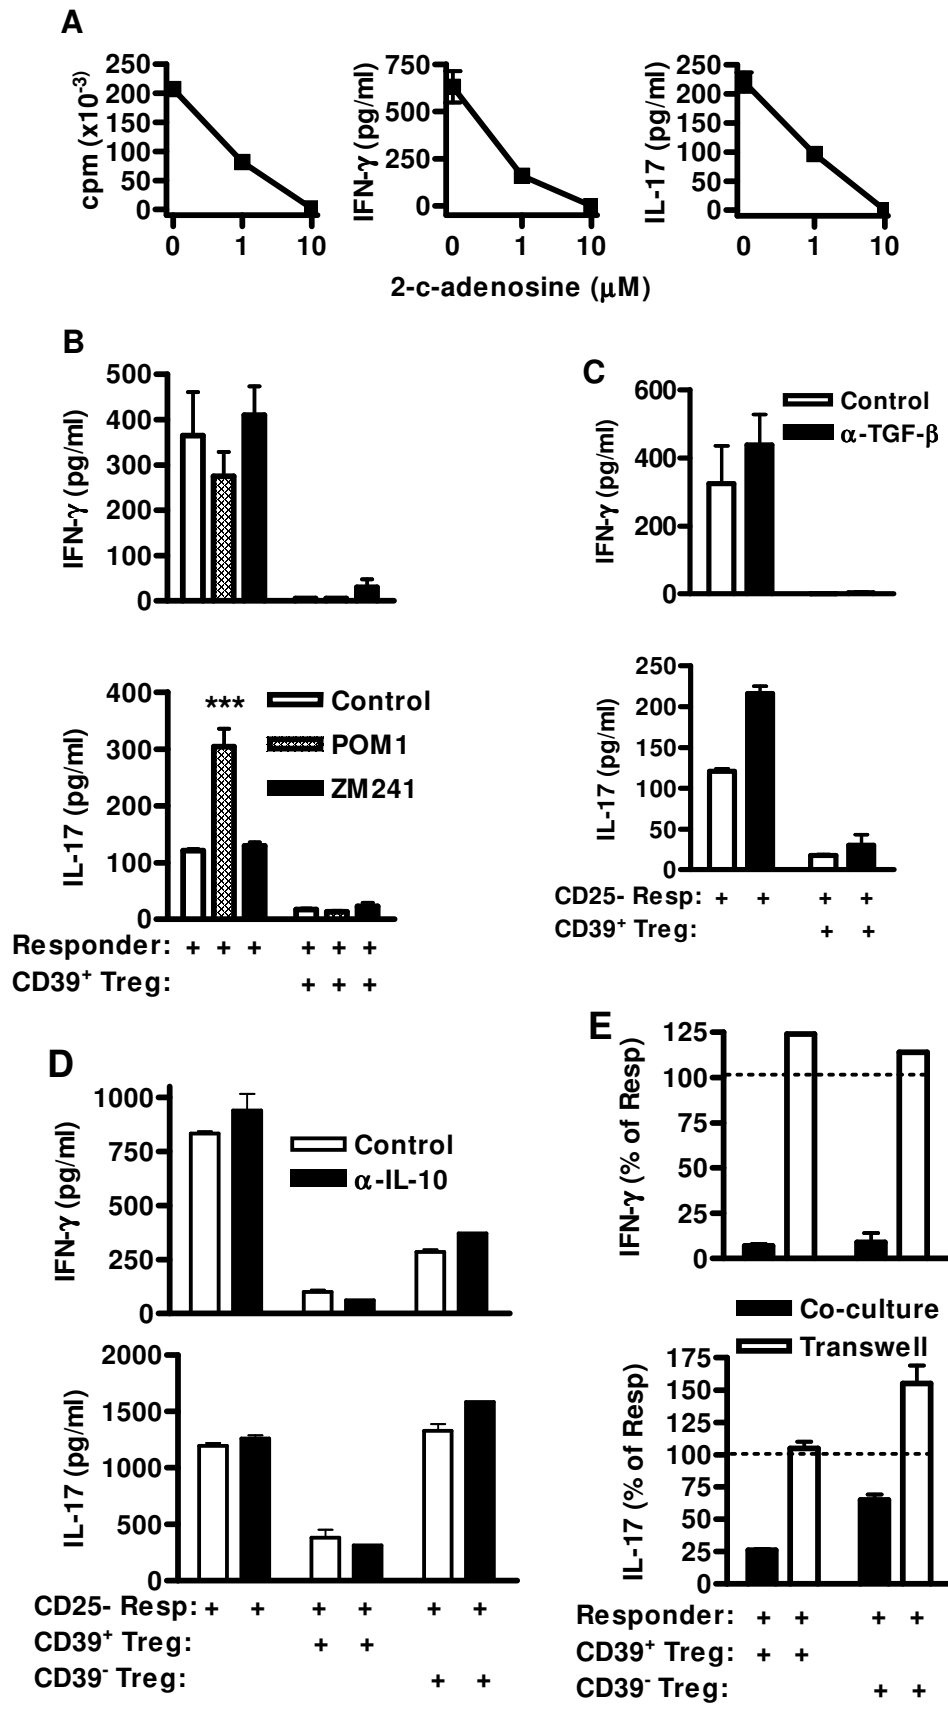 A
cpm (x10-3)
250
200
150
100
50
0
0 1 10
IFN-γ (pg/ml)
750
500
250
0
0 1 10
IL-17 (pg/ml)
250
200
150
100
50
0
0 1 10
2-c-adenosine (μM)
B
IFN-γ (pg/ml)
500
400
300
200
100
0
IL-17 (pg/ml)
400
300
200
100
0
***
Control
POM1
ZM241
Responder: + + + + + +
CD39+ Treg: + + +
C
IFN-γ (pg/ml)
600
400
200
0
Control
α-TGF-β
IL-17 (pg/ml)
250
200
150
100
50
0
CD25- Resp: + + + +
CD39+ Treg: + +
D
IFN-γ (pg/ml)
1000
750
500
250
0
Control
α-IL-10
IL-17 (pg/ml)
2000
1500
1000
500
0
CD25- Resp: + + + + + +
CD39+ Treg: + +
CD39- Treg: + +
E
IFN-γ (% of Resp)
125
100
75
50
25
0
Co-culture
Transwell
IL-17 (% of Resp)
175
150
125
100
75
50
25
0
Responder: + + + +
CD39+ Treg: + +
CD39- Treg: + +